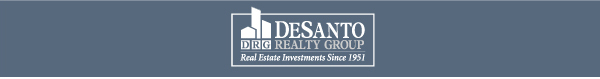 DESANTO
DRG REALTY GROUP
Real Estate Investments Since 1951